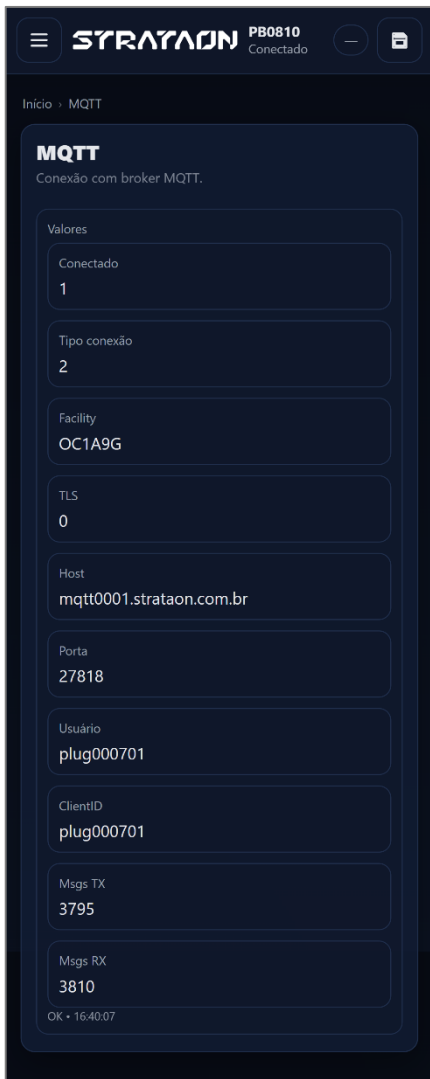 STRATAON
PB0810
Conectado
—
Início › MQTT
MQTT
Conexão com broker MQTT.
Valores
Conectado
1
Tipo conexão
2
Facility
OC1A9G
TLS
0
Host
mqtt0001.strataon.com.br
Porta
27818
Usuário
plug000701
ClientID
plug000701
Msgs TX
3795
Msgs RX
3810
OK • 16:40:07